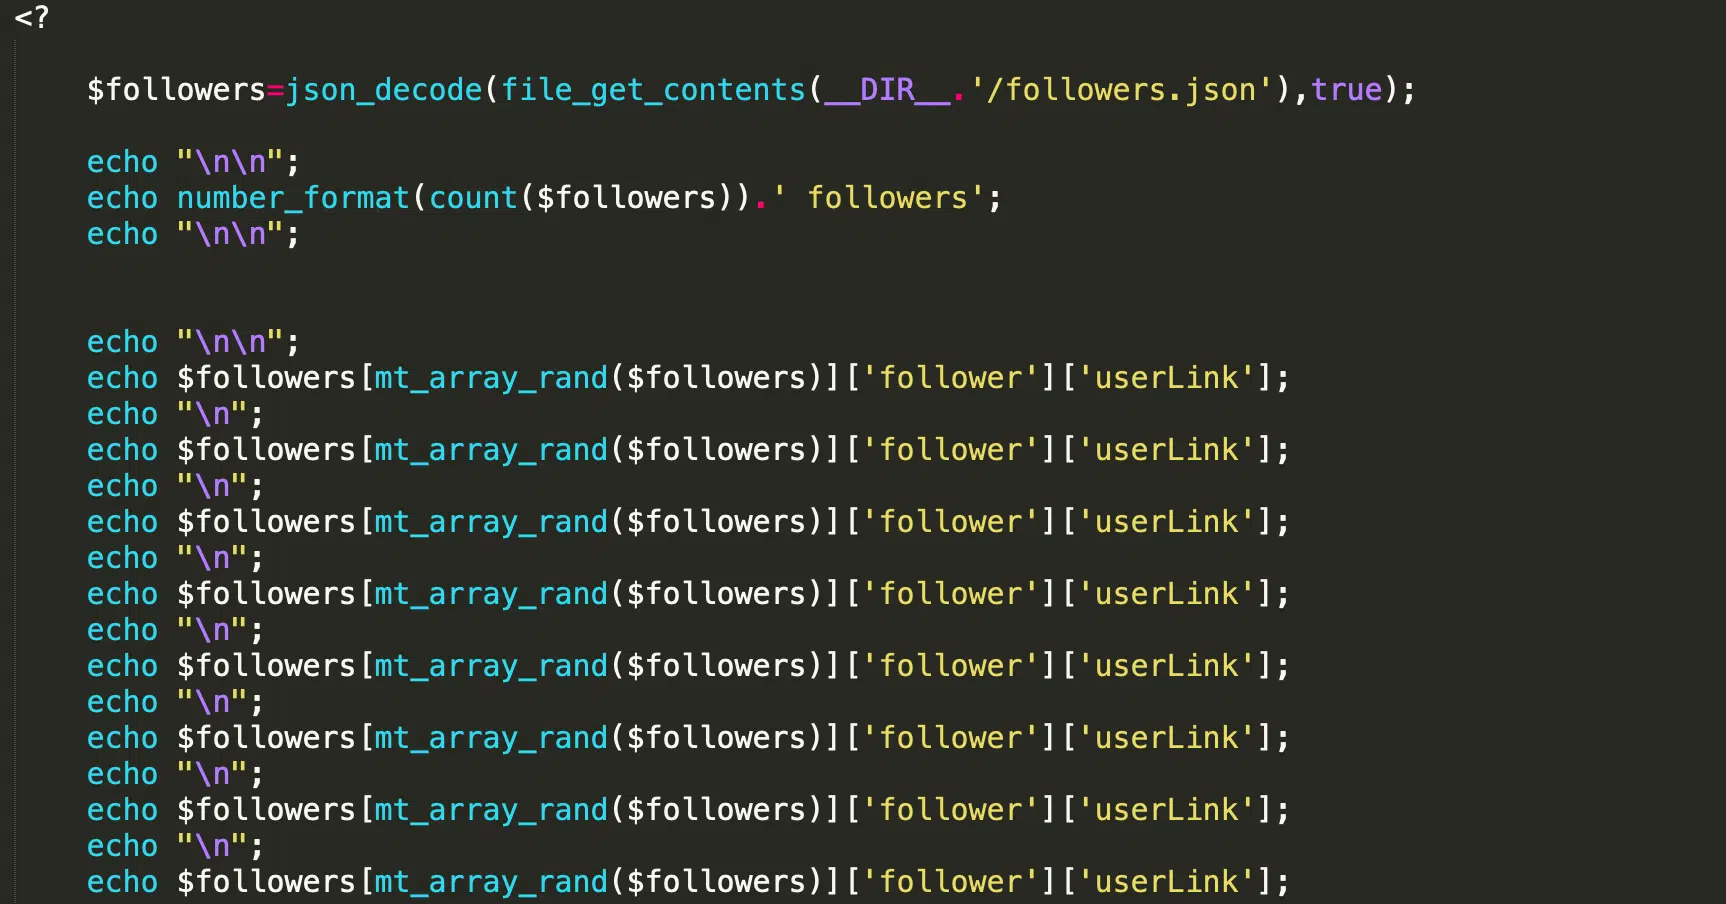 <?
$followers=json_decode(file_get_contents(__DIR__.'/followers.json'),true);
echo "\n\n";
echo number_format(count($followers)).' followers';
echo "\n\n";
echo "\n\n";
echo $followers[mt_array_rand($followers)]['follower']['userLink'];
echo "\n";
echo $followers[mt_array_rand($followers)]['follower']['userLink'];
echo "\n";
echo $followers[mt_array_rand($followers)]['follower']['userLink'];
echo "\n";
echo $followers[mt_array_rand($followers)]['follower']['userLink'];
echo "\n";
echo $followers[mt_array_rand($followers)]['follower']['userLink'];
echo "\n";
echo $followers[mt_array_rand($followers)]['follower']['userLink'];
echo "\n";
echo $followers[mt_array_rand($followers)]['follower']['userLink'];
echo "\n";
echo $followers[mt_array_rand($followers)]['follower']['userLink'];